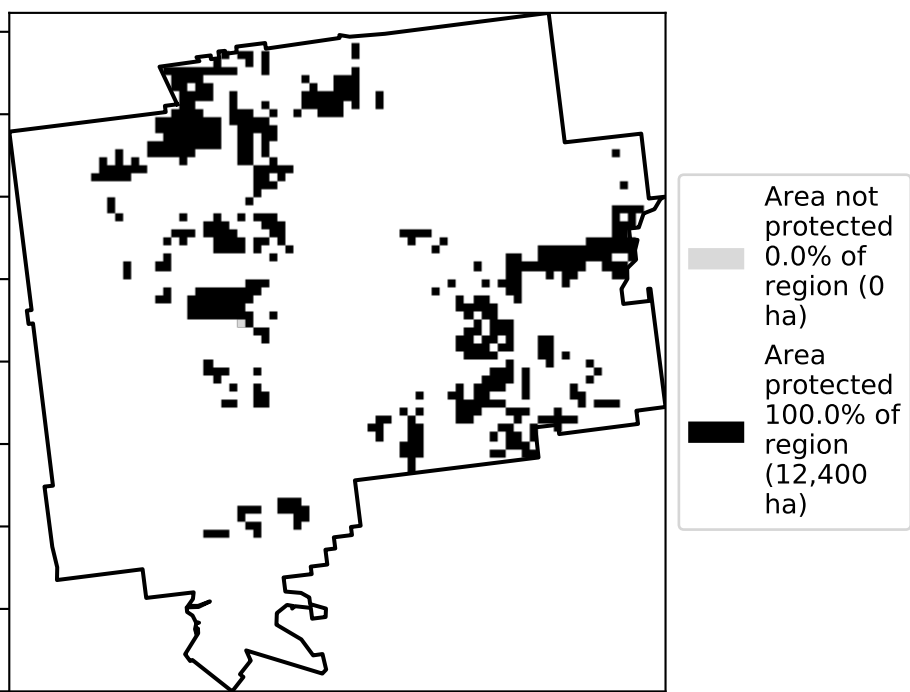 Area not
protected
0.0% of
region (0
ha)
Area
protected
100.0% of
region
(12,400
ha)